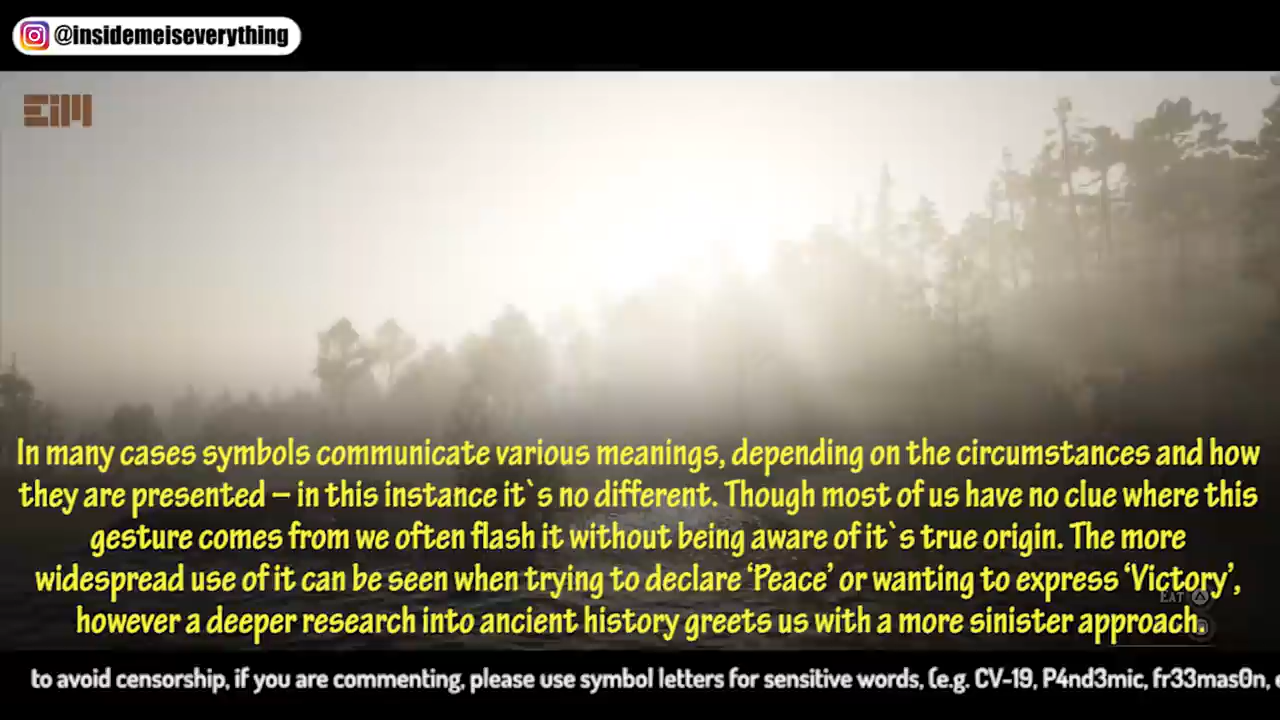 @insidemeiseverything
EiM
In many cases symbols communicate various meanings, depending on the circumstances and how
they are presented – in this instance it`s no different. Though most of us have no clue where this
gesture comes from we often flash it without being aware of it`s true origin. The more
widespread use of it can be seen when trying to declare ‘Peace’ or wanting to express ‘Victory’,
however a deeper research into ancient history greets us with a more sinister approach.
EAT
to avoid censorship, if you are commenting, please use symbol letters for sensitive words, (e.g. CV-19, P4nd3mic, fr33mas0n,